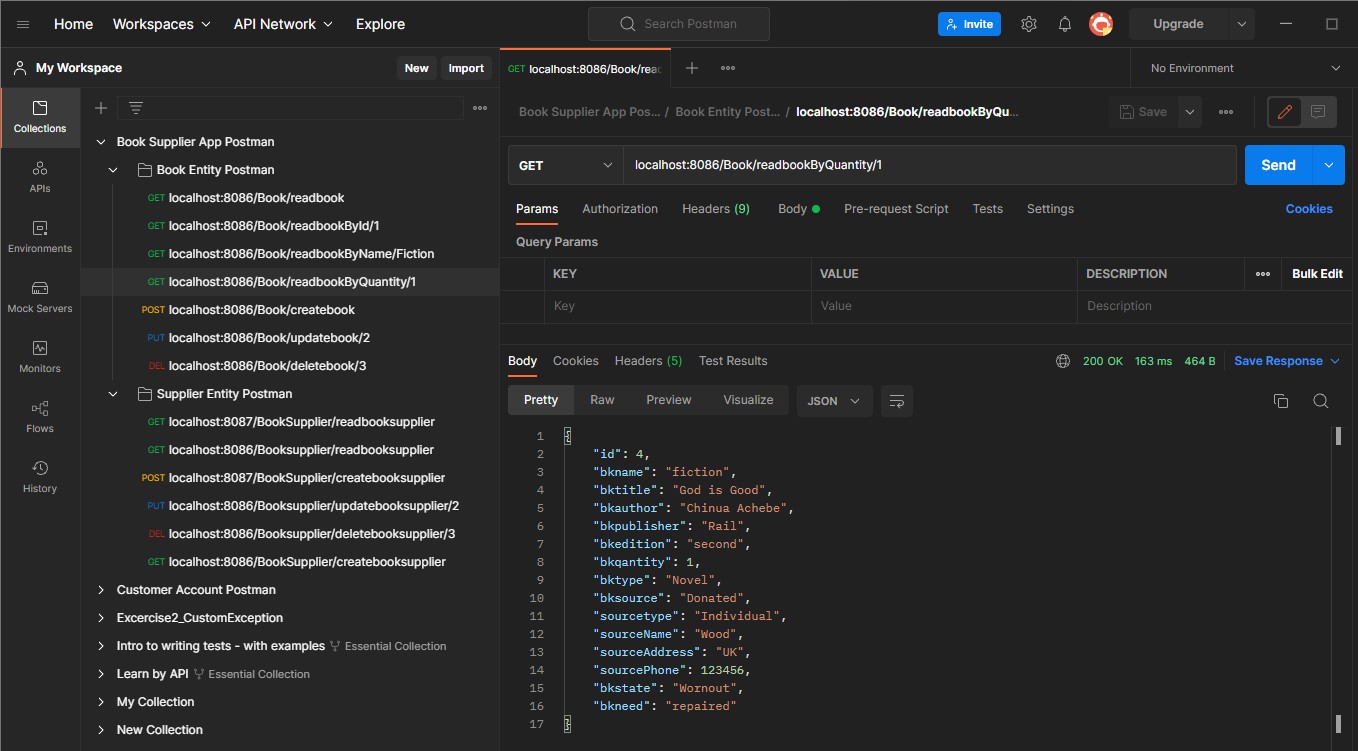 Home Workspaces API Network Explore Search Postman Invite Upgrade
My Workspace New Import
GET localhost:8086/Book/rea
No Environment
Collections
APIs
Environments
Mock Servers
Monitors
Flows
History
Book Supplier App Postman
Book Entity Postman
GET localhost:8086/Book/readbook
GET localhost:8086/Book/readbookById/1
GET localhost:8086/Book/readbookByName/Fiction
GET localhost:8086/Book/readbookByQuantity/1
POST localhost:8086/Book/createbook
PUT localhost:8086/Book/updatebook/2
DEL localhost:8086/Book/deletebook/3
Supplier Entity Postman
GET localhost:8087/BookSupplier/readbooksupplier
GET localhost:8086/Booksupplier/readbooksupplier
POST localhost:8087/BookSupplier/createbooksupplier
PUT localhost:8086/Booksupplier/updatebooksupplier/2
DEL localhost:8086/Booksupplier/deletebooksupplier/3
GET localhost:8086/BookSupplier/createbooksupplier
Customer Account Postman
Excercise2_CustomException
Intro to writing tests - with examples Essential Collection
Learn by API Essential Collection
My Collection
New Collection
Book Supplier App Pos... / Book Entity Post... / localhost:8086/Book/readbookByQu...
Save
GET localhost:8086/Book/readbookByQuantity/1 Send
Params Authorization Headers (9) Body Pre-request Script Tests Settings Cookies
Query Params
KEY VALUE DESCRIPTION Bulk Edit
Key Value Description
Body Cookies Headers (5) Test Results 200 OK 163 ms 464 B Save Response
Pretty Raw Preview Visualize JSON
1 {
2 "id": 4,
3 "bkname": "fiction",
4 "bktitle": "God is Good",
5 "bkauthor": "Chinua Achebe",
6 "bkpublisher": "Rail",
7 "bkedition": "second",
8 "bkqantity": 1,
9 "bktype": "Novel",
10 "bksource": "Donated",
11 "sourcetype": "Individual",
12 "sourceName": "Wood",
13 "sourceAddress": "UK",
14 "sourcePhone": 123456,
15 "bkstate": "Wornout",
16 "bkneed": "repaired"
17 }